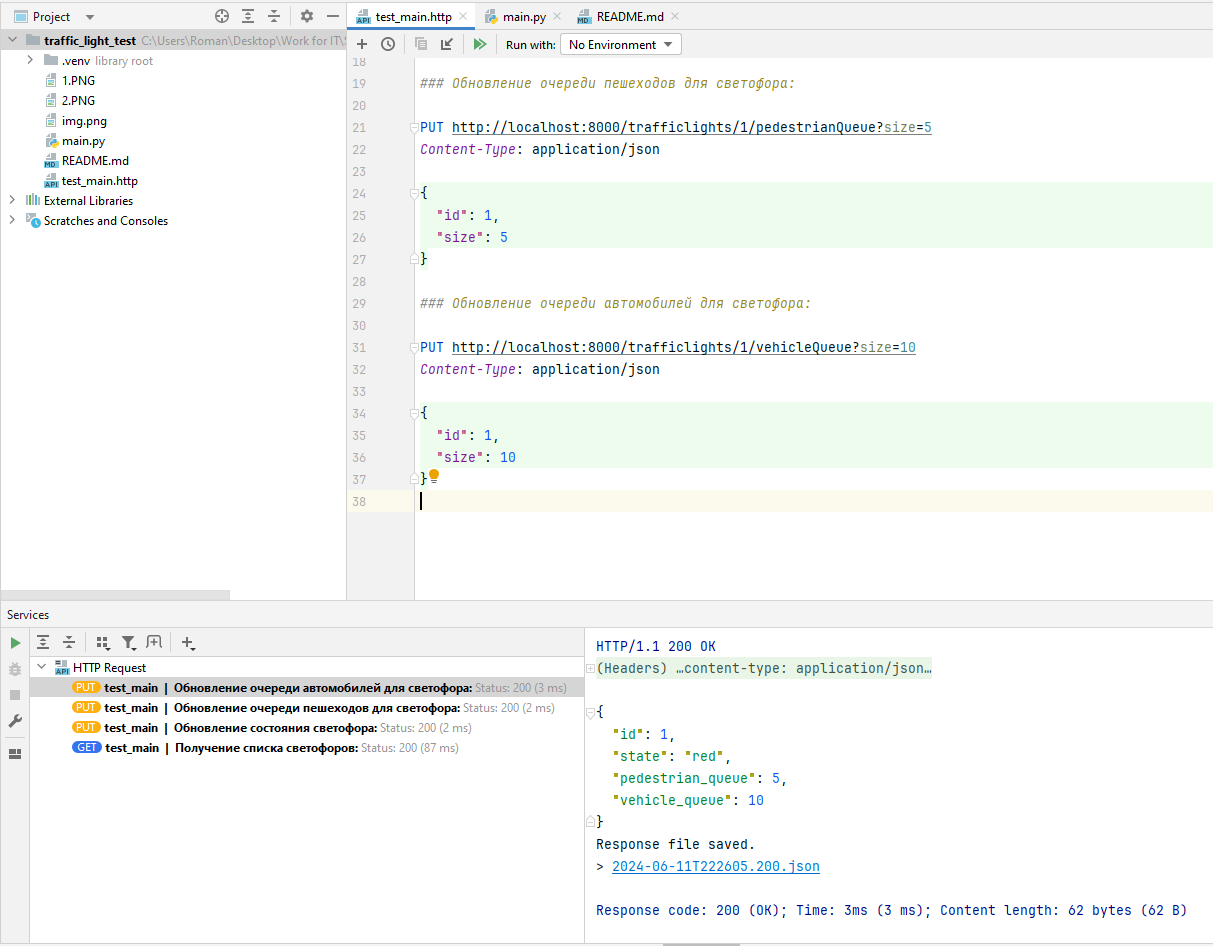 Project
traffic_light_test C:\Users\Roman\Desktop\Work for IT\
.venv library root
1.PNG
2.PNG
img.png
main.py
README.md
test_main.http
External Libraries
Scratches and Consoles
test_main.http main.py README.md
Run with: No Environment
18
19 ### Обновление очереди пешеходов для светофора:
20
21 PUT http://localhost:8000/trafficlights/1/pedestrianQueue?size=5
22 Content-Type: application/json
23
24 {
25 "id": 1,
26 "size": 5
27 }
28
29 ### Обновление очереди автомобилей для светофора:
30
31 PUT http://localhost:8000/trafficlights/1/vehicleQueue?size=10
32 Content-Type: application/json
33
34 {
35 "id": 1,
36 "size": 10
37 }
38
Services
HTTP Request
PUT test_main | Обновление очереди автомобилей для светофора: Status: 200 (3 ms)
PUT test_main | Обновление очереди пешеходов для светофора: Status: 200 (2 ms)
PUT test_main | Обновление состояния светофора: Status: 200 (2 ms)
GET test_main | Получение списка светофоров: Status: 200 (87 ms)
HTTP/1.1 200 OK
(Headers) …content-type: application/json…
{
"id": 1,
"state": "red",
"pedestrian_queue": 5,
"vehicle_queue": 10
}
Response file saved.
> 2024-06-11T222605.200.json
Response code: 200 (OK); Time: 3ms (3 ms); Content length: 62 bytes (62 B)